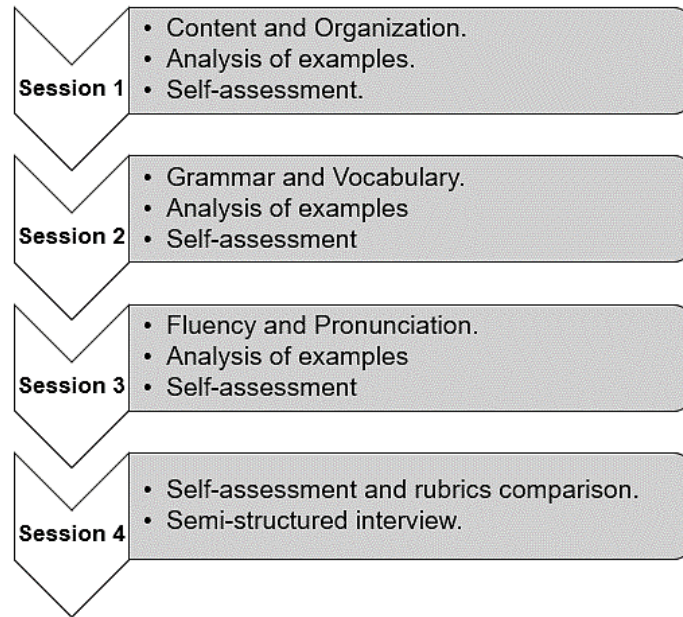 Session 1
• Content and Organization.
• Analysis of examples.
• Self-assessment.
Session 2
• Grammar and Vocabulary.
• Analysis of examples
• Self-assessment
Session 3
• Fluency and Pronunciation.
• Analysis of examples
• Self-assessment
Session 4
• Self-assessment and rubrics comparison.
• Semi-structured interview.